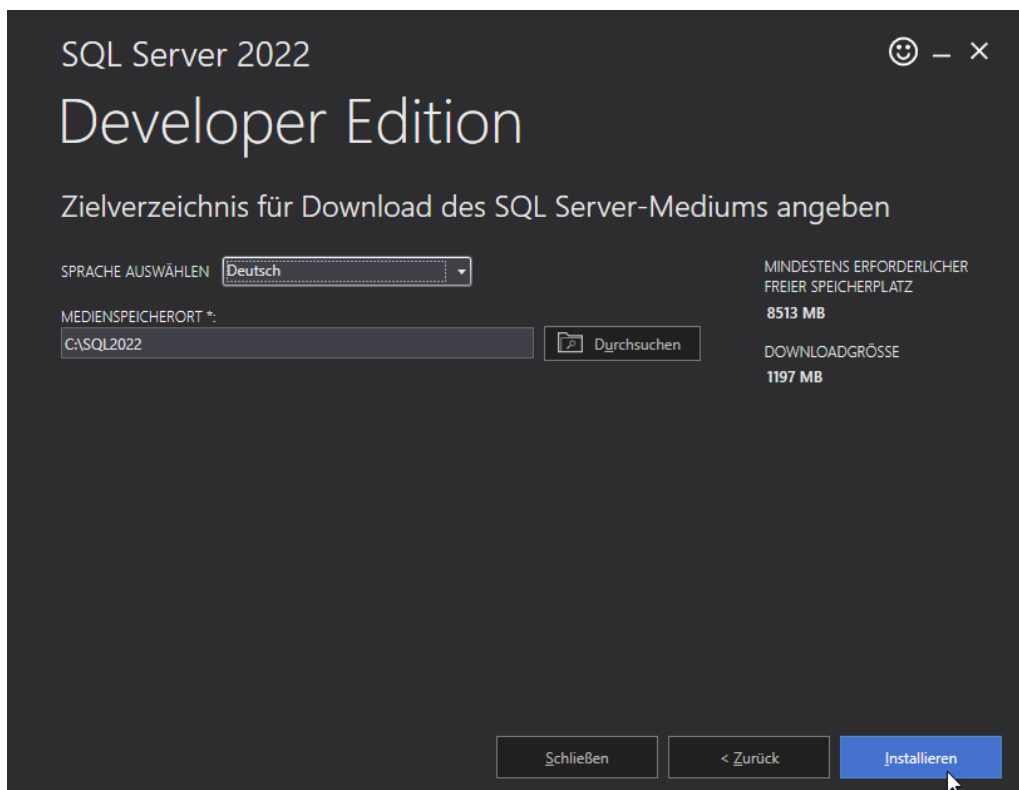 SQL Server 2022
Developer Edition
Zielverzeichnis für Download des SQL Server-Mediums angeben
SPRACHE AUSWÄHLEN Deutsch
MEDIENSPEICHERORT *:
C:\SQL2022 Durchsuchen
MINDESTENS ERFORDERLICHER
FREIER SPEICHERPLATZ
8513 MB
DOWNLOADGRÖSSE
1197 MB
Schließen < Zurück Installieren